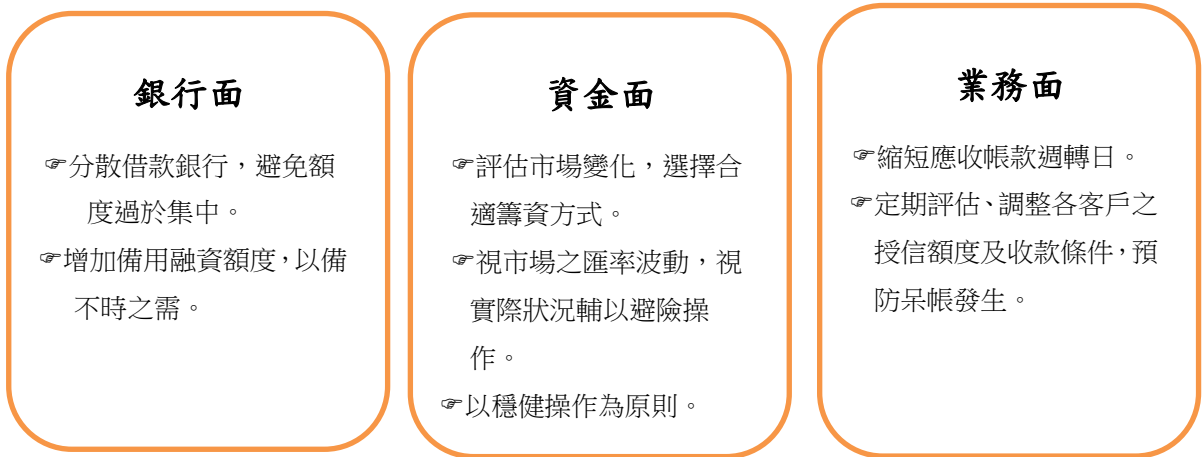 銀行面
☞分散借款銀行，避免額
度過於集中。
☞增加備用融資額度，以備
不時之需。
資金面
☞評估市場變化，選擇合
適籌資方式。
☞視市場之匯率波動，視
實際狀況輔以避險操
作。
☞以穩健操作為原則。
業務面
☞縮短應收帳款週轉日。
☞定期評估、調整各客戶之
授信額度及收款條件，預
防呆帳發生。